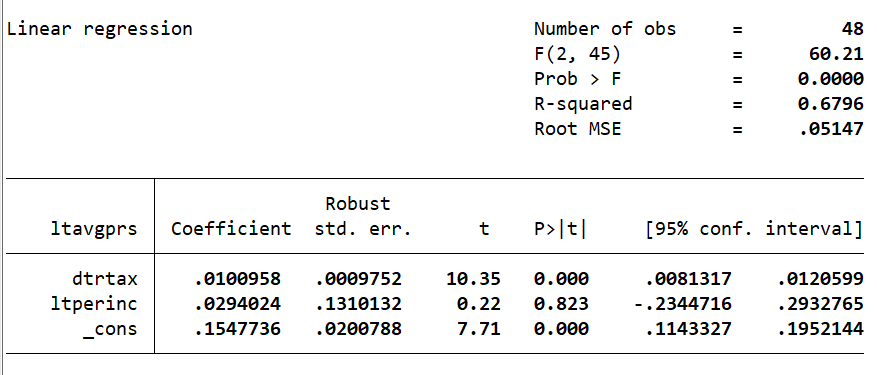 Linear regression Number of obs = 48
F(2, 45) = 60.21
Prob > F = 0.0000
R-squared = 0.6796
Root MSE = .05147
Robust
ltavgprs Coefficient std. err. t P>|t| [95% conf. interval]
dtrtax .0100958 .0009752 10.35 0.000 .0081317 .0120599
ltperinc .0294024 .1310132 0.22 0.823 -.2344716 .2932765
_cons .1547736 .0200788 7.71 0.000 .1143327 .1952144